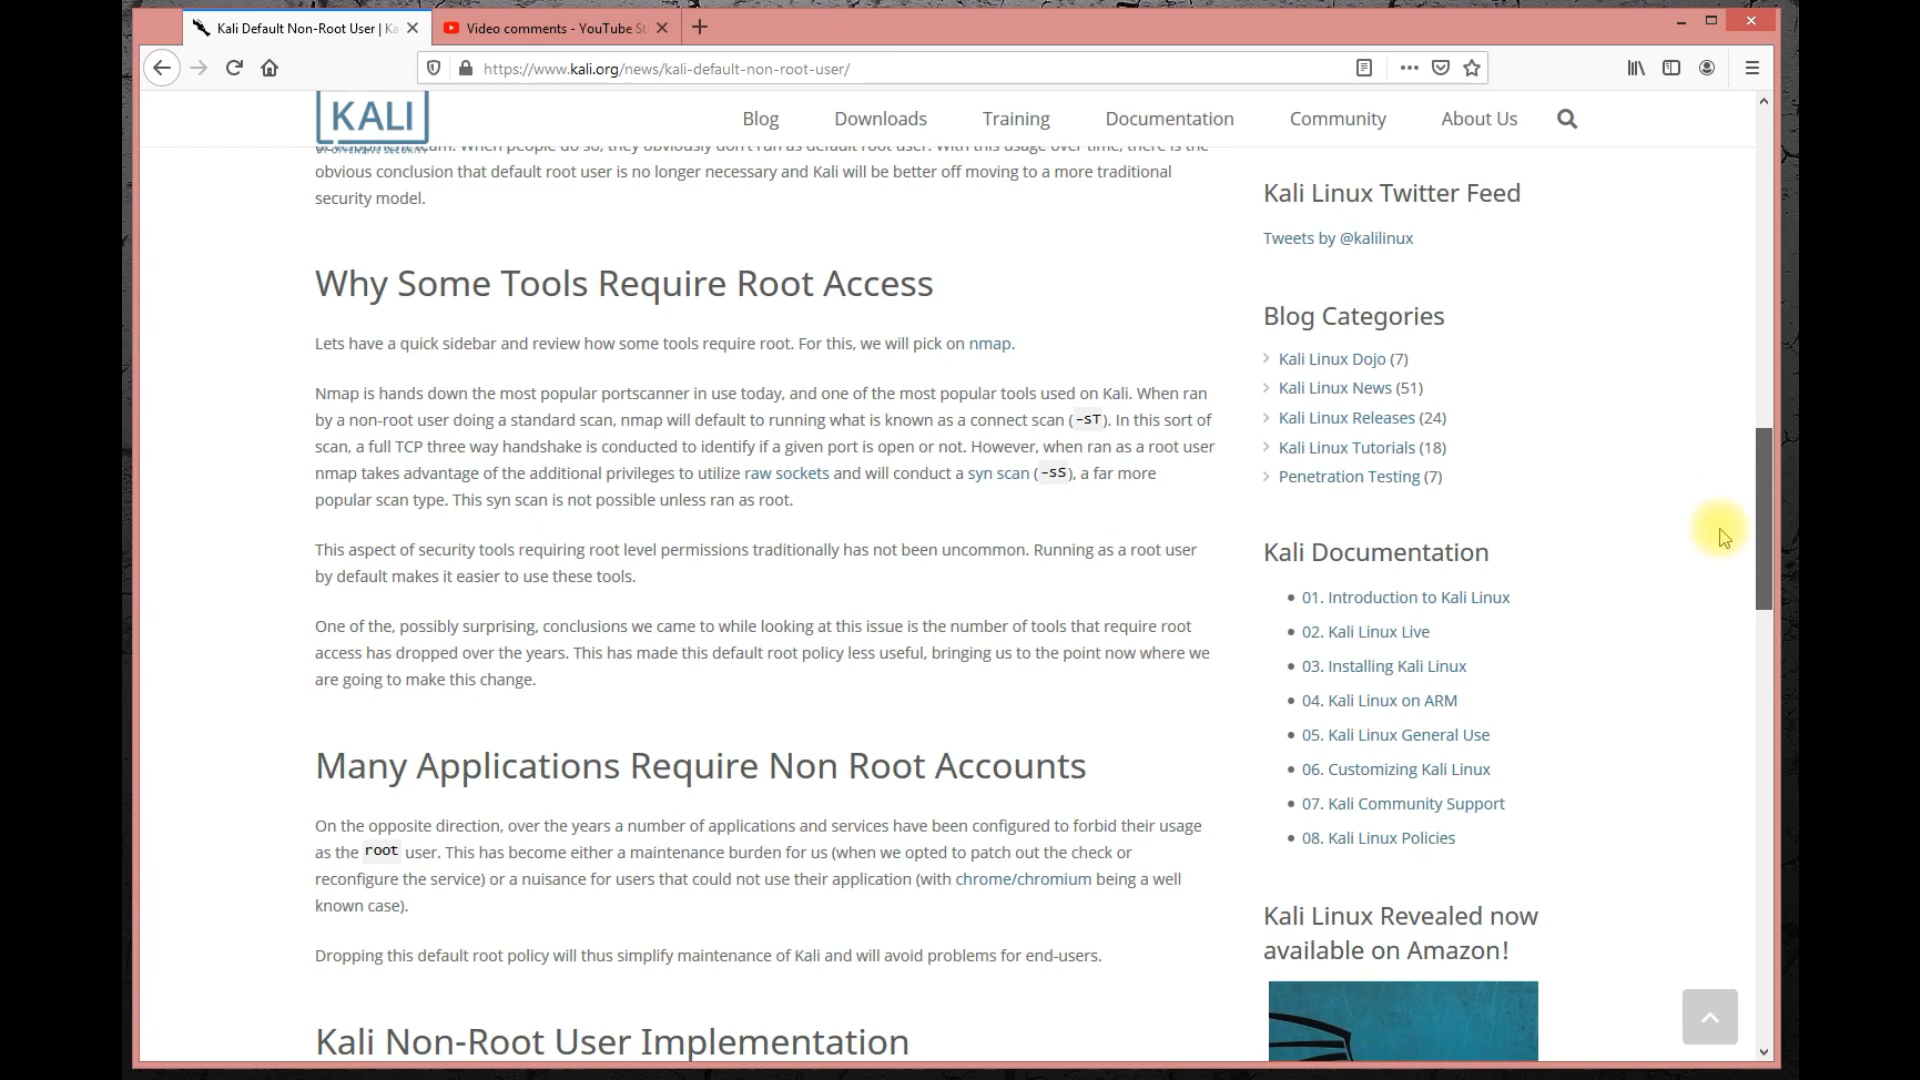 Kali Default Non-Root User | Ka
Video comments - YouTube St
https://www.kali.org/news/kali-default-non-root-user/
KALI
Blog
Downloads
Training
Documentation
Community
About Us
When people do so, they obviously don't ran as default root user. With this usage over time, there is the
obvious conclusion that default root user is no longer necessary and Kali will be better off moving to a more traditional
security model.
Why Some Tools Require Root Access
Lets have a quick sidebar and review how some tools require root. For this, we will pick on nmap.
Nmap is hands down the most popular portscanner in use today, and one of the most popular tools used on Kali. When ran
by a non-root user doing a standard scan, nmap will default to running what is known as a connect scan (-sT). In this sort of
scan, a full TCP three way handshake is conducted to identify if a given port is open or not. However, when ran as a root user
nmap takes advantage of the additional privileges to utilize raw sockets and will conduct a syn scan (-sS), a far more
popular scan type. This syn scan is not possible unless ran as root.
This aspect of security tools requiring root level permissions traditionally has not been uncommon. Running as a root user
by default makes it easier to use these tools.
One of the, possibly surprising, conclusions we came to while looking at this issue is the number of tools that require root
access has dropped over the years. This has made this default root policy less useful, bringing us to the point now where we
are going to make this change.
Many Applications Require Non Root Accounts
On the opposite direction, over the years a number of applications and services have been configured to forbid their usage
as the root user. This has become either a maintenance burden for us (when we opted to patch out the check or
reconfigure the service) or a nuisance for users that could not use their application (with chrome/chromium being a well
known case).
Dropping this default root policy will thus simplify maintenance of Kali and will avoid problems for end-users.
Kali Non-Root User Implementation
Kali Linux Twitter Feed
Tweets by @kalilinux
Blog Categories
Kali Linux Dojo (7)
Kali Linux News (51)
Kali Linux Releases (24)
Kali Linux Tutorials (18)
Penetration Testing (7)
Kali Documentation
01. Introduction to Kali Linux
02. Kali Linux Live
03. Installing Kali Linux
04. Kali Linux on ARM
05. Kali Linux General Use
06. Customizing Kali Linux
07. Kali Community Support
08. Kali Linux Policies
Kali Linux Revealed now
available on Amazon!